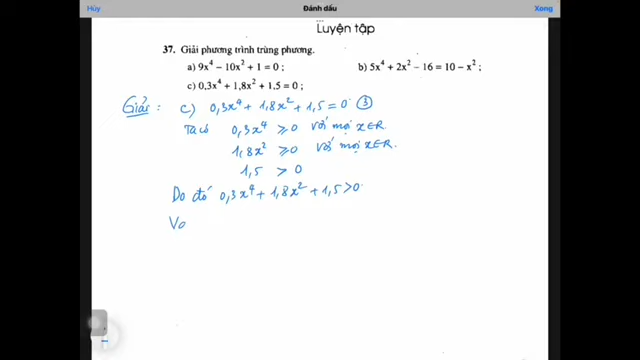 Hủy Đánh dấu Xong
Luyện tập
37. Giải phương trình trùng phương.
a) 9x⁴ − 10x² + 1 = 0 ; b) 5x⁴ + 2x² − 16 = 10 − x² ;
c) 0,3x⁴ + 1,8x² + 1,5 = 0 ;
Giải : c) 0,3x⁴ + 1,8x² + 1,5 = 0 ③
Ta có 0,3x⁴ ⩾ 0 với mọi x∈R.
1,8x² ⩾ 0 với mọi x∈R.
1,5 > 0
Do đó 0,3x⁴ + 1,8x² + 1,5 > 0
Vo